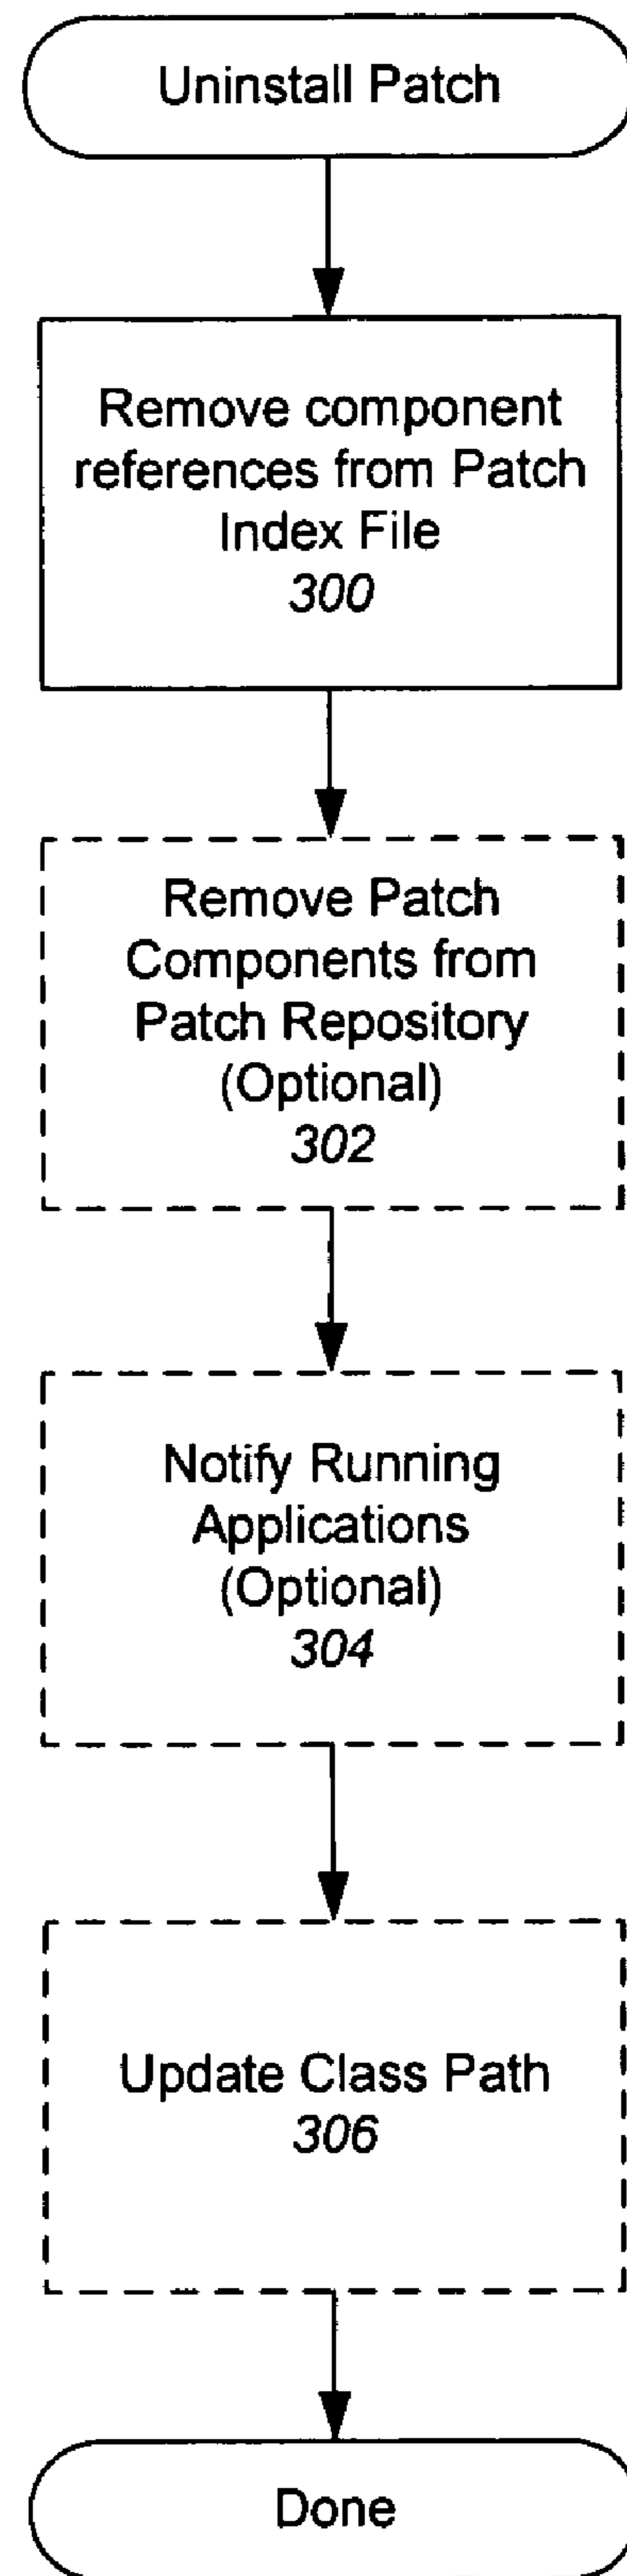 Uninstall Patch
Remove component
references from Patch
Index File
300
Remove Patch
Components from
Patch Repository
(Optional)
302
Notify Running
Applications
(Optional)
304
Update Class Path
306
Done